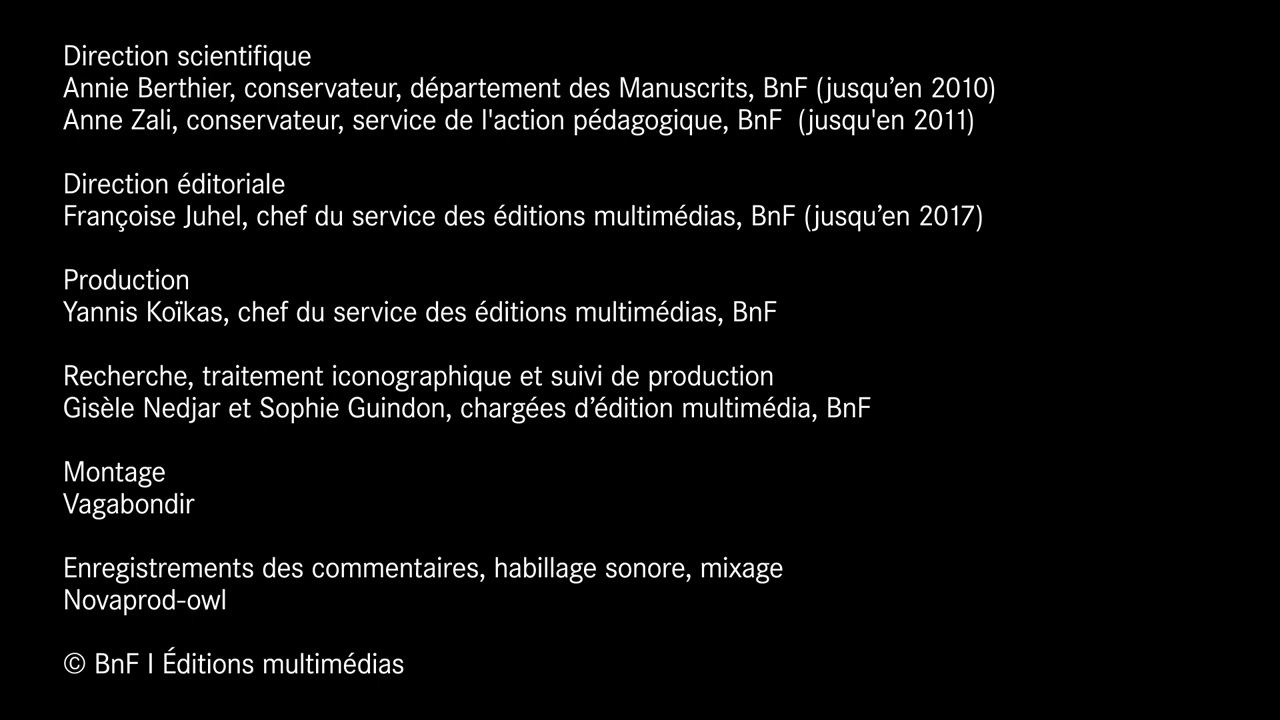 Direction scientifique
Annie Berthier, conservateur, département des Manuscrits, BnF (jusqu’en 2010)
Anne Zali, conservateur, service de l'action pédagogique, BnF  (jusqu'en 2011)
Direction éditoriale
Françoise Juhel, chef du service des éditions multimédias, BnF (jusqu’en 2017)
Production
Yannis Koïkas, chef du service des éditions multimédias, BnF
Recherche, traitement iconographique et suivi de production
Gisèle Nedjar et Sophie Guindon, chargées d’édition multimédia, BnF
Montage
Vagabondir
Enregistrements des commentaires, habillage sonore, mixage
Novaprod-owl
© BnF I Éditions multimédias